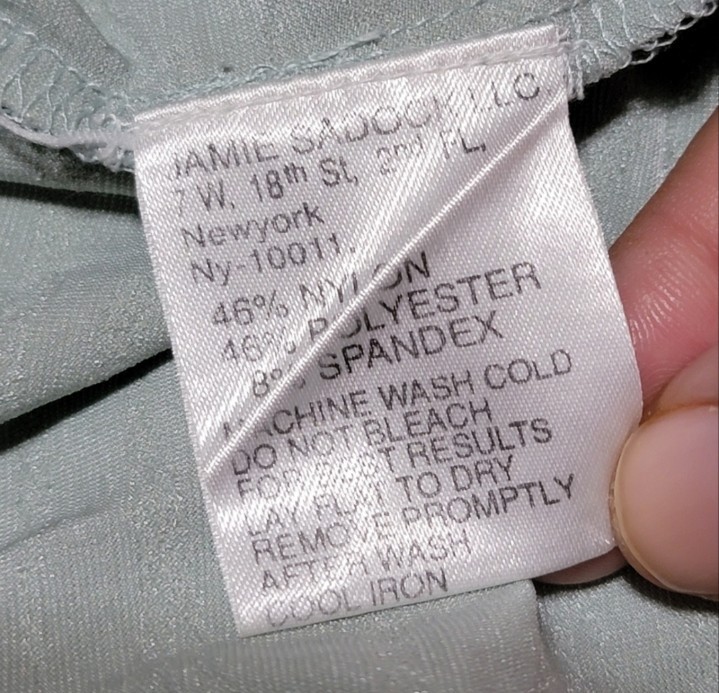 JAMIE SADOCK LLC.
7 W, 18th St, 2nd FL,
Newyork
Ny-10011.
46% NYLON
46% POLYESTER
8% SPANDEX
MACHINE WASH COLD
DO NOT BLEACH
FOR BEST RESULTS
LAY FLAT TO DRY
REMOVE PROMPTLY
AFTER WASH
COOL IRON